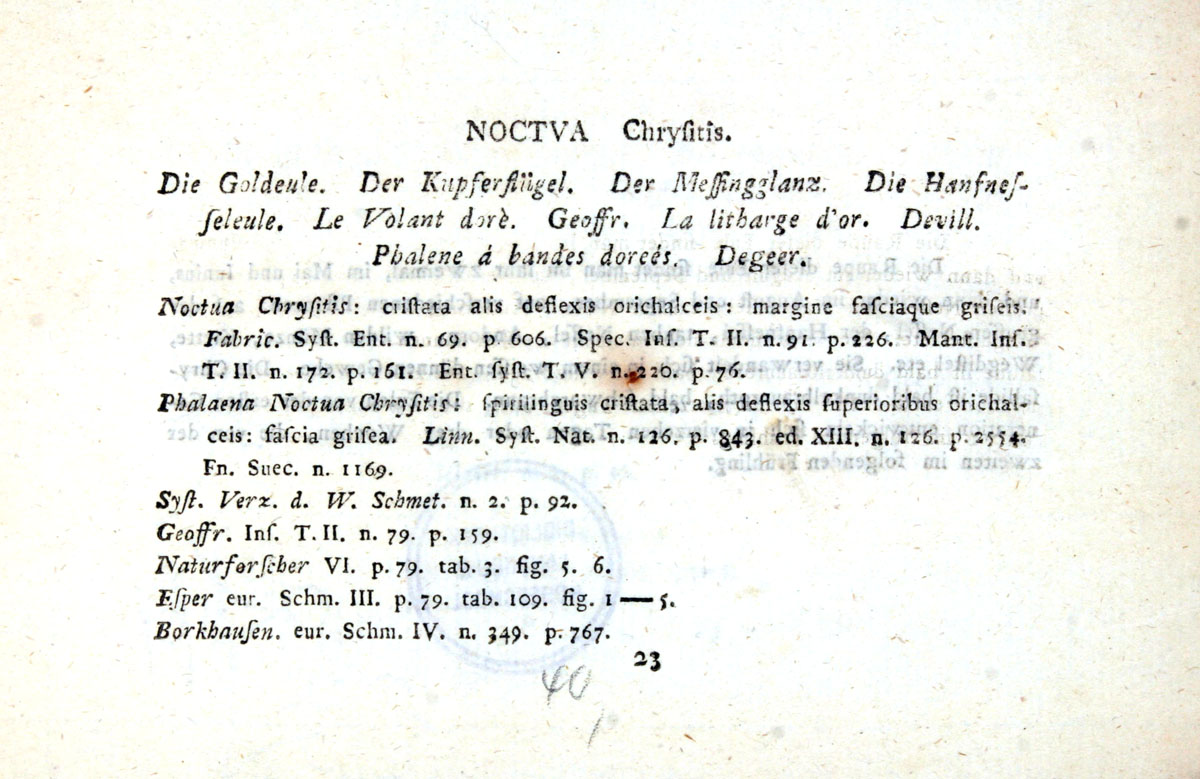 NOCTVA Chryſitis.
Die Goldeule. Der Kupferflügel. Der Meſſingglanz. Die Hanfneſ-
ſeleule. Le Volant dorè. Geoffr. La litharge d'or. Devill.
Phalene á bandes doreés. Degeer.
Noctua Chryſitis: criſtata alis deflexis orichalceis: margine faſciaque griſeis.
Fabric. Syſt. Ent. n. 69. p 606. Spec. Inſ. T. II. n. 91. p. 226. Mant. Inſ.
T. II. n. 172. p. 161. Ent. ſyſt. T. V. n. 220. p. 76.
Phalaena Noctua Chryſitis: ſpirilinguis criſtata, alis deflexis ſuperioribus orichal-
ceis: faſcia griſea. Linn. Syſt. Nat. n. 126. p. 843. ed. XIII. n. 126. p. 2554.
Fn. Suec. n. 1169.
Syſt. Verz. d. W. Schmet. n. 2. p. 92.
Geoffr. Inſ. T. II. n. 79. p. 159.
Naturforſcher VI. p. 79. tab. 3. fig. 5. 6.
Eſper eur. Schm. III. p. 79. tab. 109. fig. 1 — 5.
Borkhauſen. eur. Schm. IV. n. 349. p. 767.
23
40